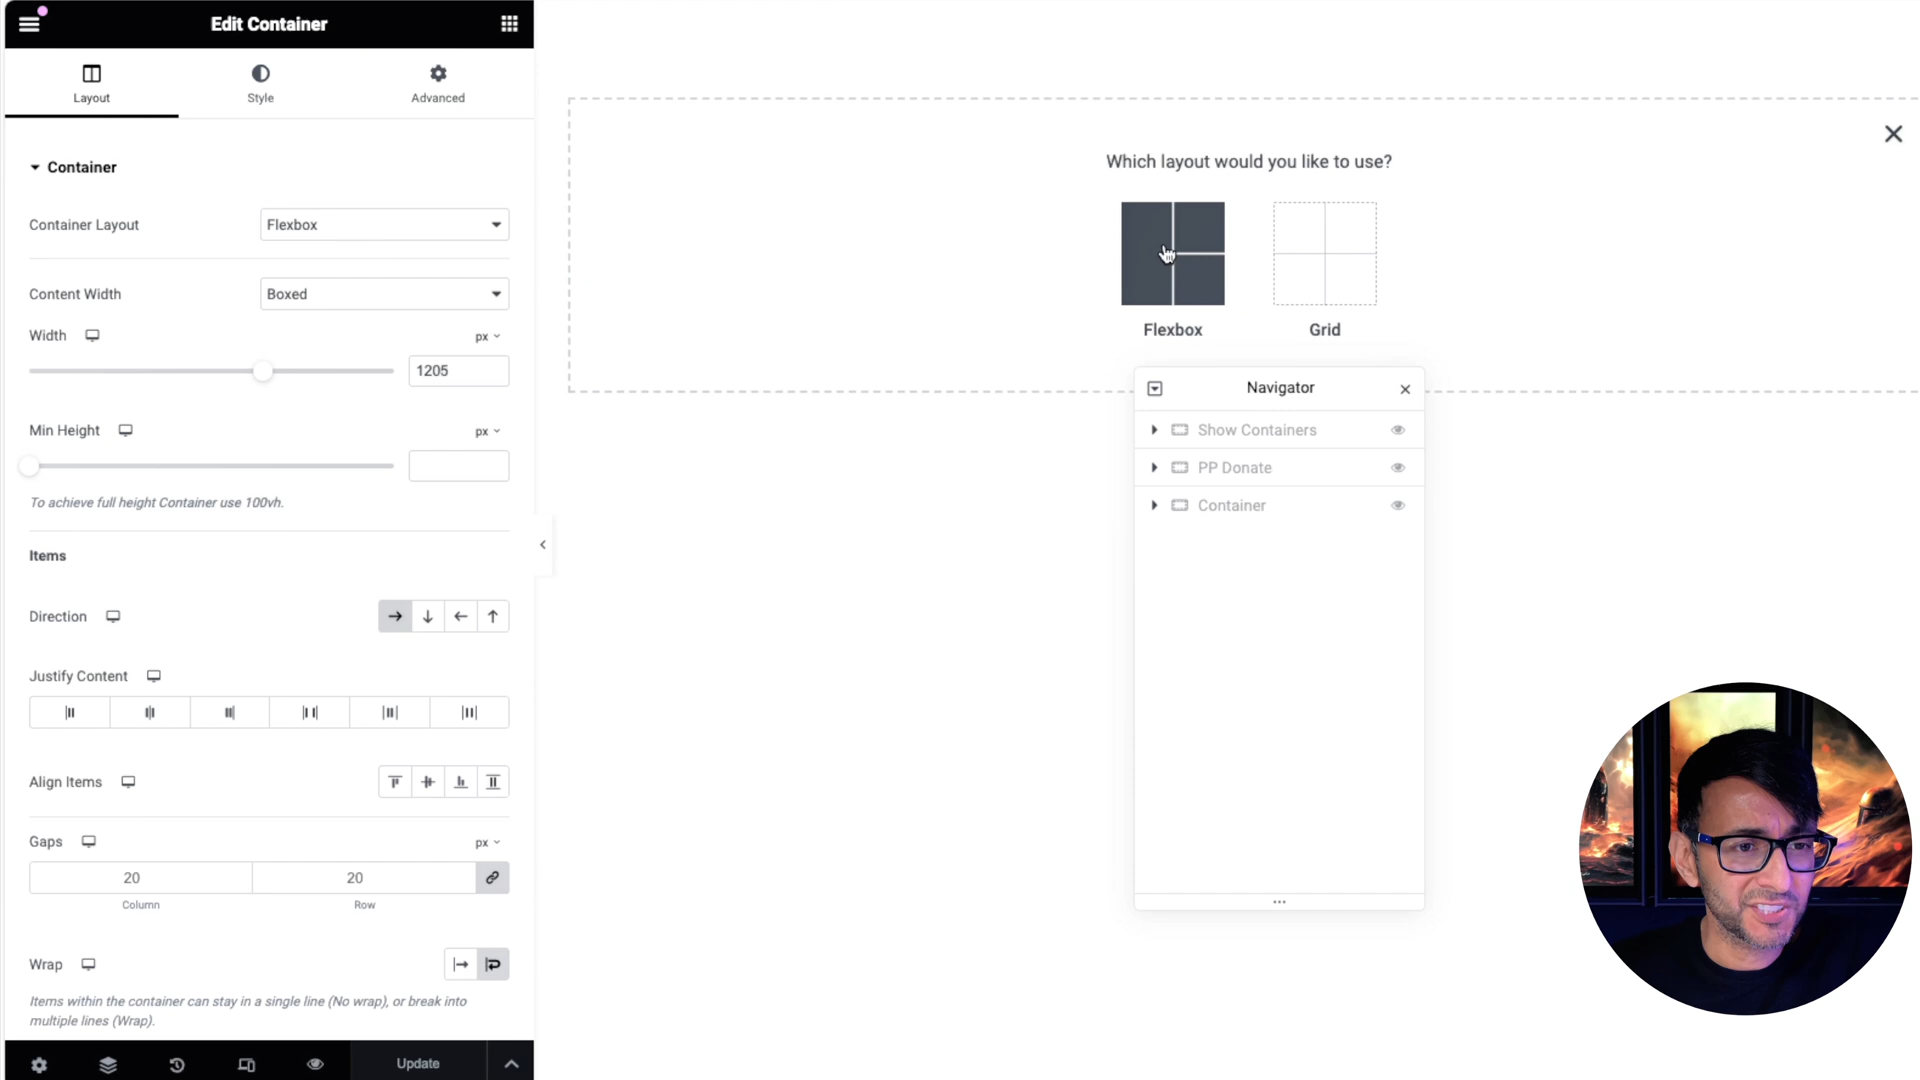 Edit Container
Layout
Style
Advanced
Container
Container Layout
Flexbox
Content Width
Boxed
Width
px
1205
Min Height
px
To achieve full height Container use 100vh.
Items
Direction
Justify Content
Align Items
Gaps
px
20
20
Column
Row
Wrap
Items within the container can stay in a single line (No wrap), or break into
multiple lines (Wrap).
Update
Which layout would you like to use?
Flexbox
Grid
Navigator
Show Containers
PP Donate
Container